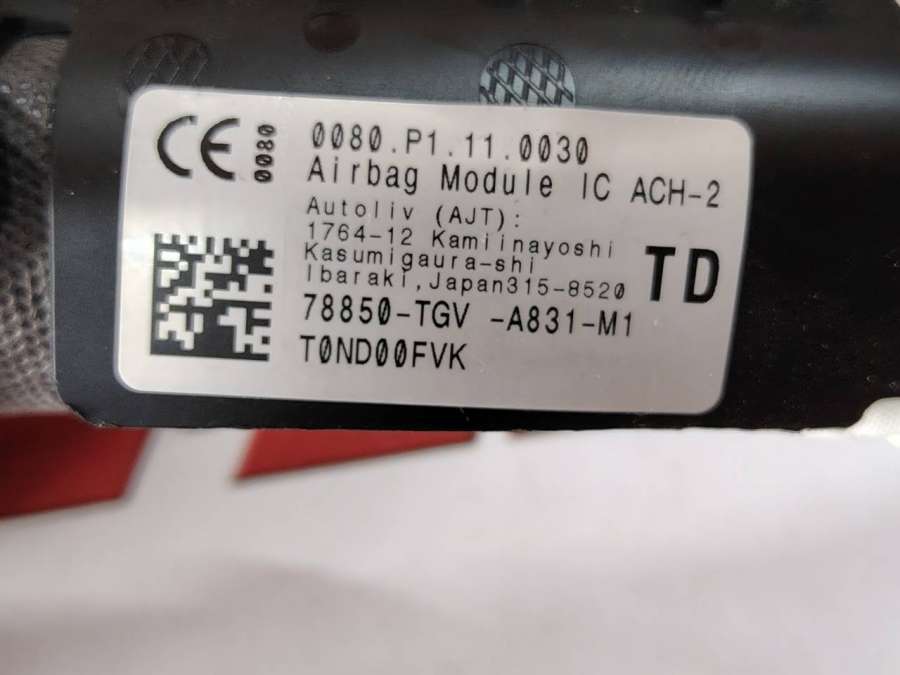 CE 0080
0080.P1.11.0030
Airbag Module IC ACH-2
Autoliv (AJT):
1764-12 Kamiinayoshi
Kasumigaura-shi
Ibaraki,Japan315-8520
TD
78850-TGV -A831-M1
T0ND00FVK